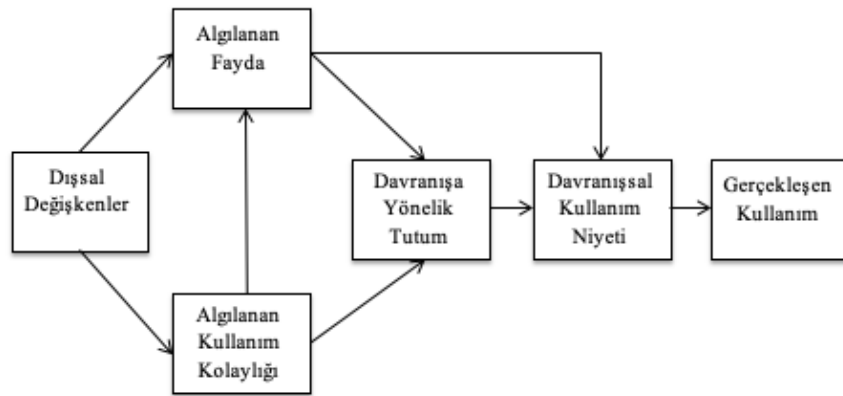 Algılanan
Fayda
Dışsal
Değişkenler
Davranışa
Yönelik
Tutum
Davranışsal
Kullanım
Niyeti
Gerçekleşen
Kullanım
Algılanan
Kullanım
Kolaylığı